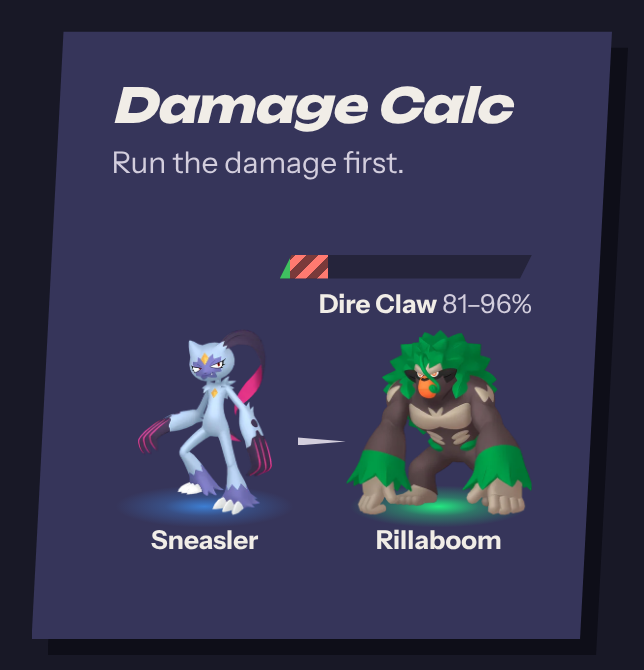 Damage Calc
Run the damage first.
Dire Claw 81–96%
Sneasler
Rillaboom